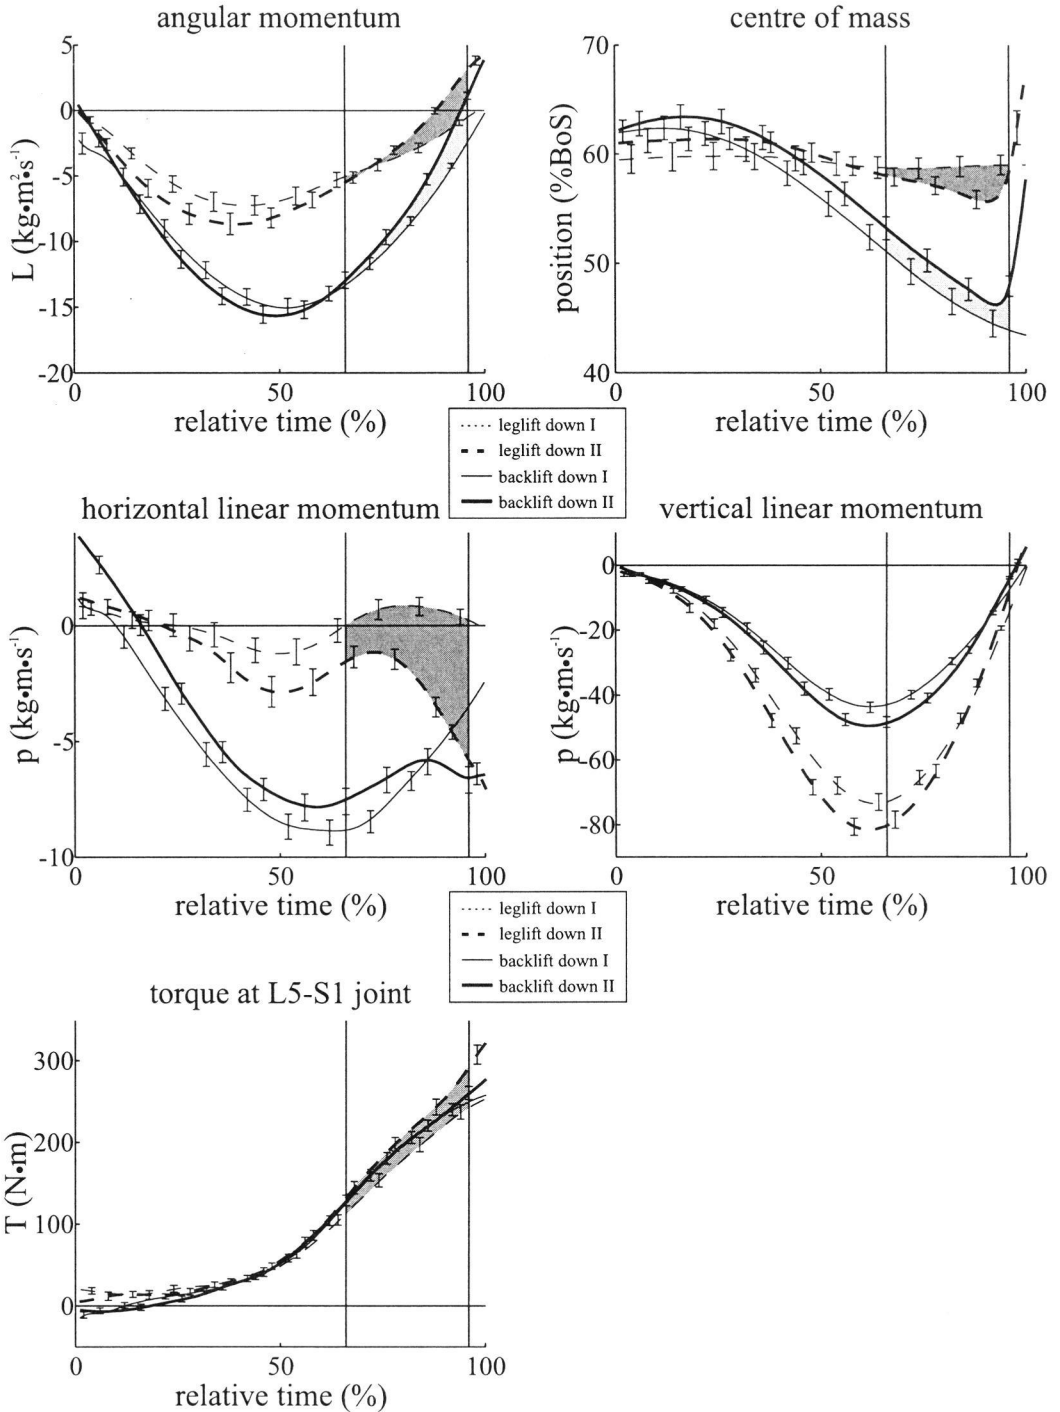 angular momentum
centre of mass
L (kg•m²•s⁻¹)
5
0
-5
-10
-15
-20
0
50
100
relative time (%)
position (%BoS)
70
60
50
40
0
50
100
relative time (%)
leglift down I
leglift down II
backlift down I
backlift down II
horizontal linear momentum
vertical linear momentum
p (kg•m•s⁻¹)
0
-5
-10
0
50
100
relative time (%)
p (kg•m•s⁻¹)
0
-20
-40
-60
-80
0
50
100
relative time (%)
leglift down I
leglift down II
backlift down I
backlift down II
torque at L5-S1 joint
T (N•m)
300
200
100
0
0
50
100
relative time (%)